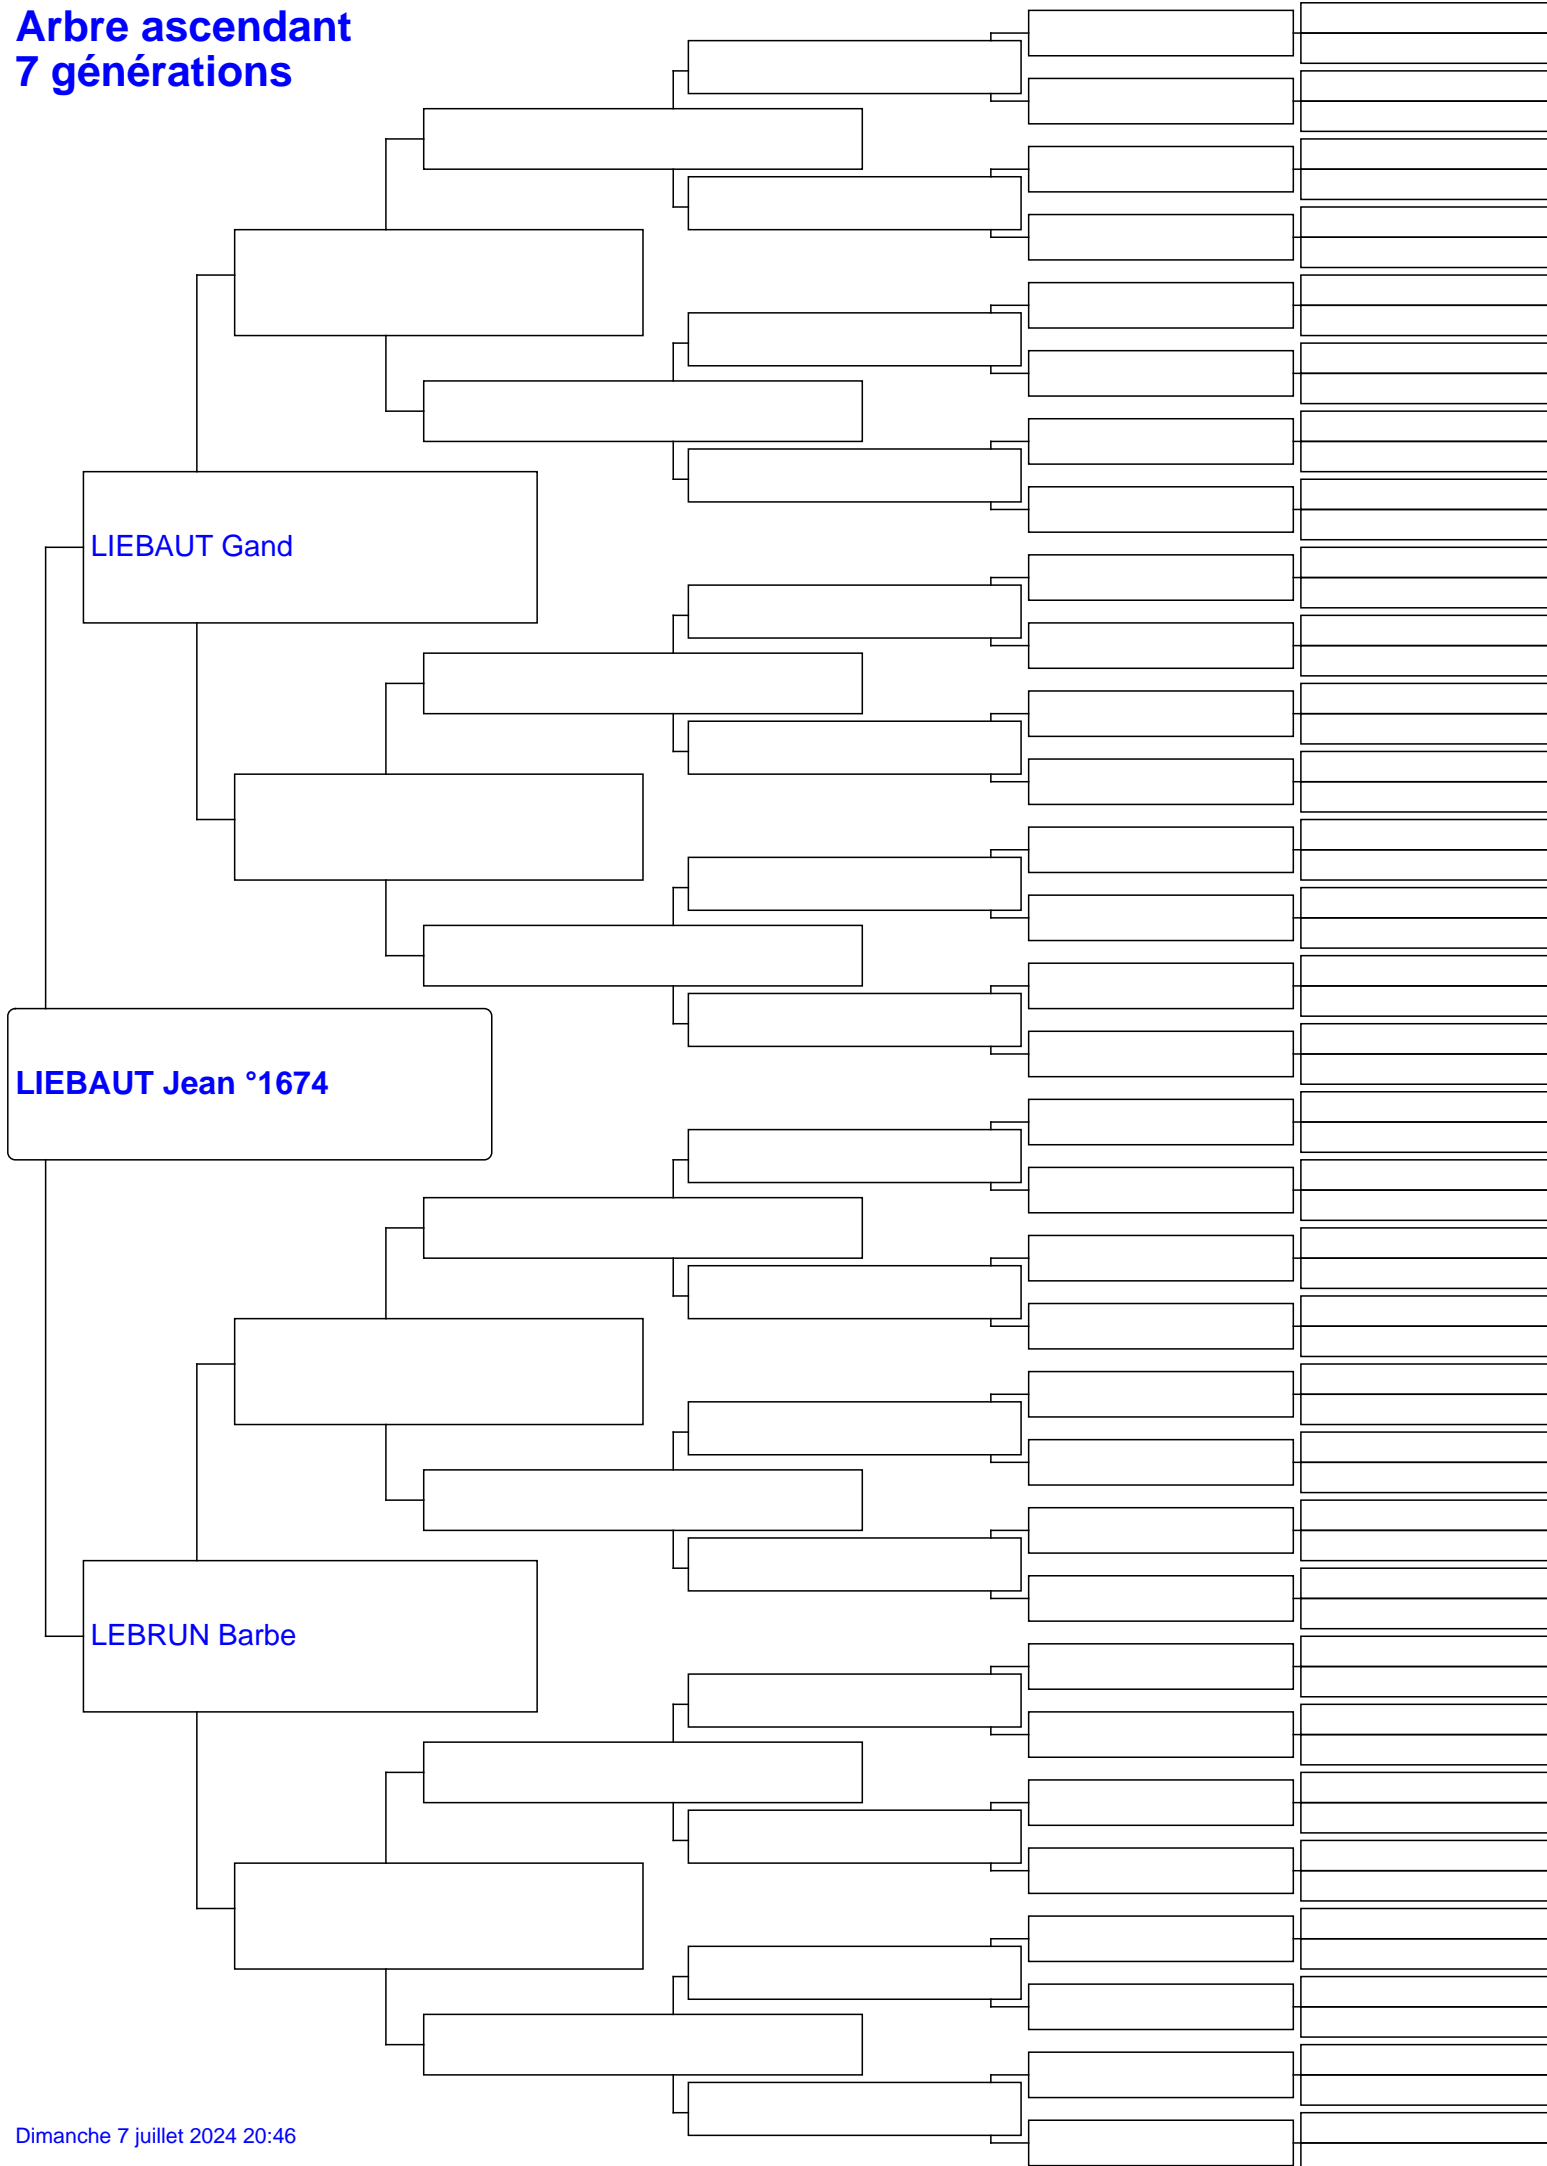 Arbre ascendant
7 générations
LIEBAUT Gand
LIEBAUT Jean °1674
LEBRUN Barbe
Dimanche 7 juillet 2024 20:46